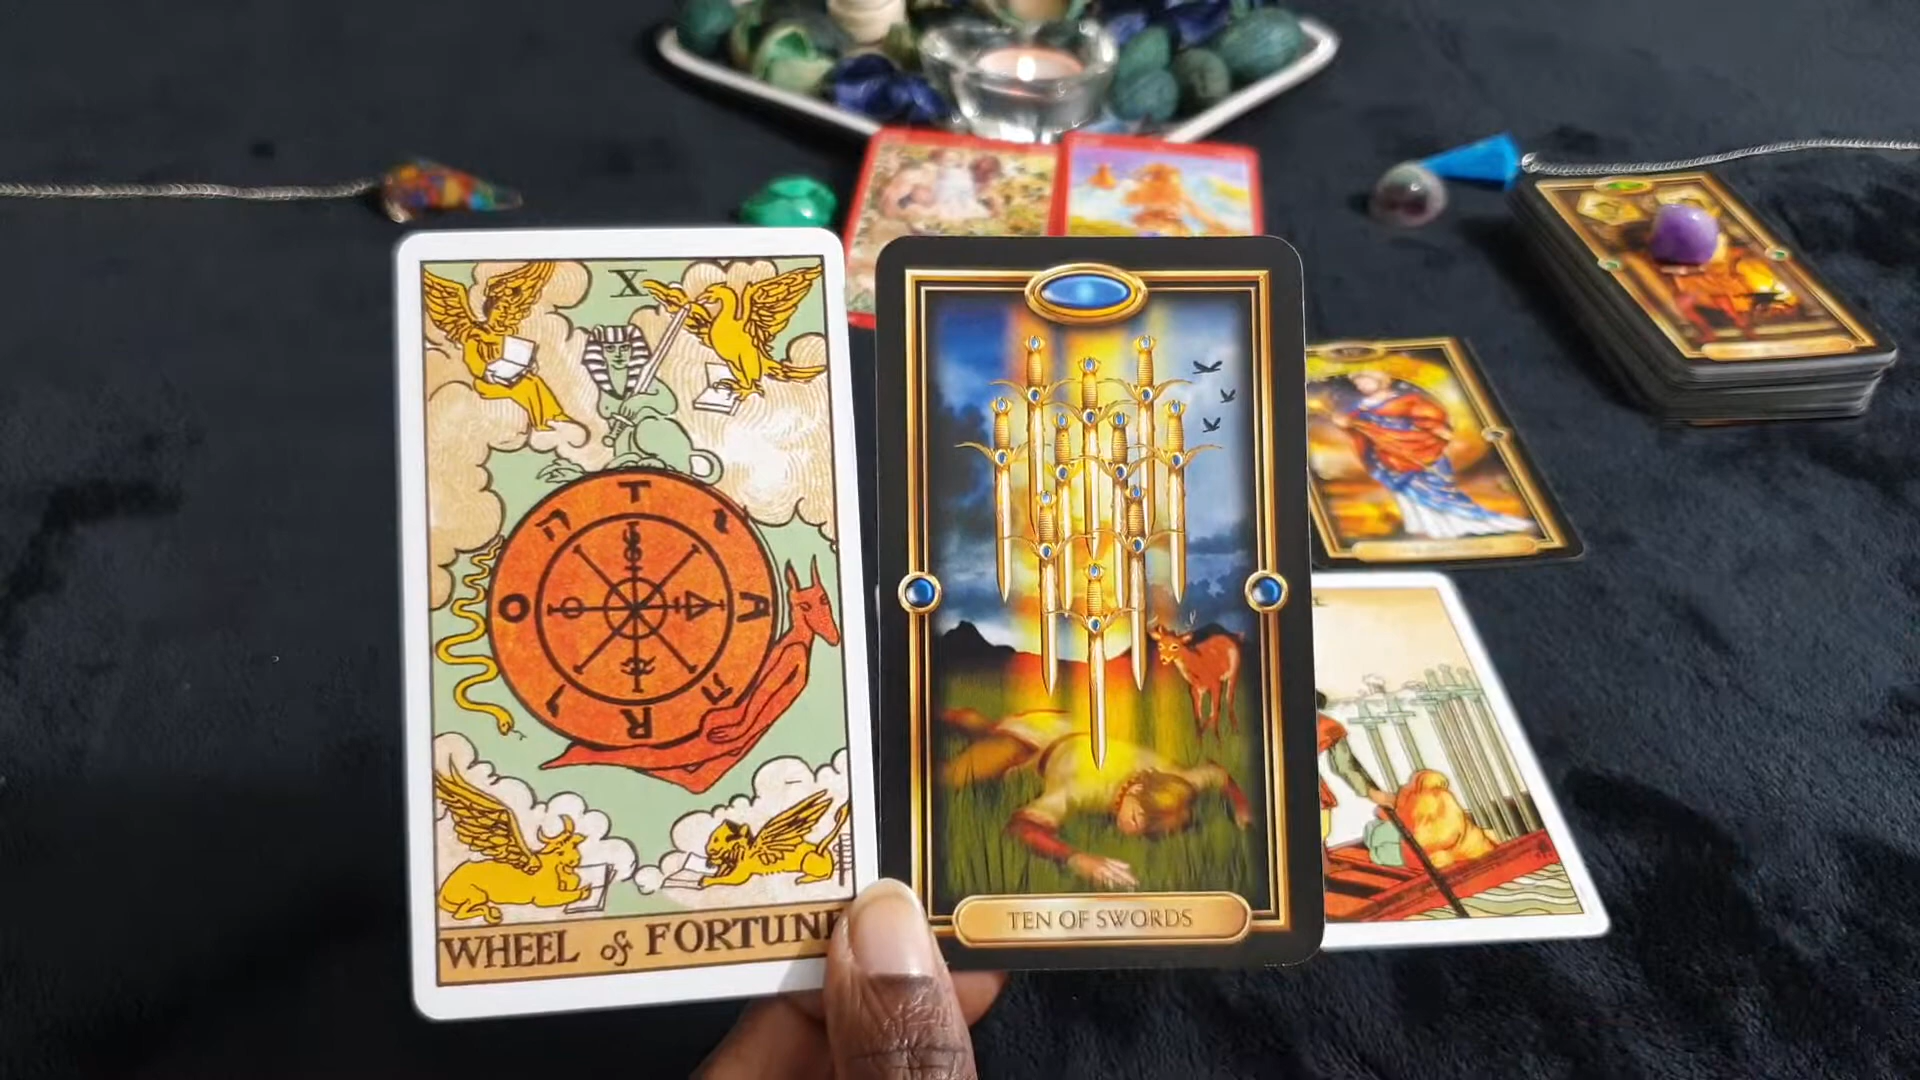 X
T
A
R
O
WHEEL of FORTUNE
TEN OF SWORDS